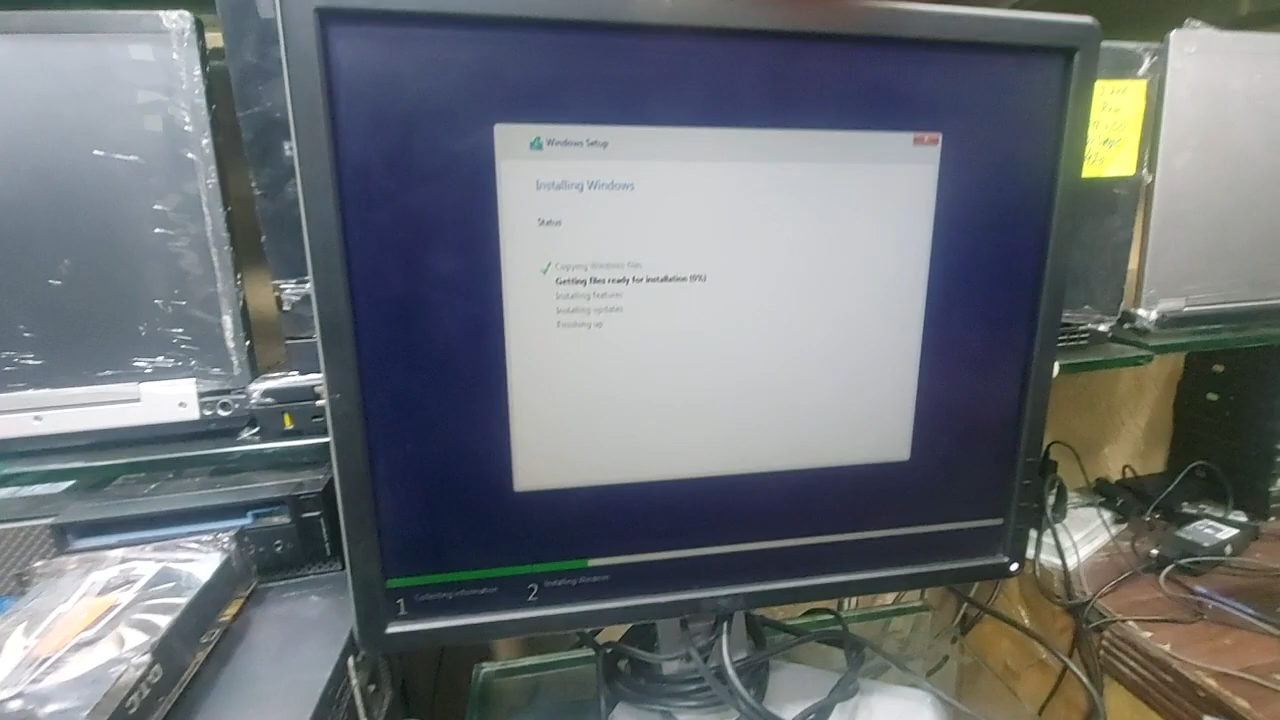 Windows Setup
Installing Windows
Status
Copying Windows files
Getting files ready for installation (0%)
Installing features
Installing updates
Finishing up
1 Collecting information
2 Installing Windows